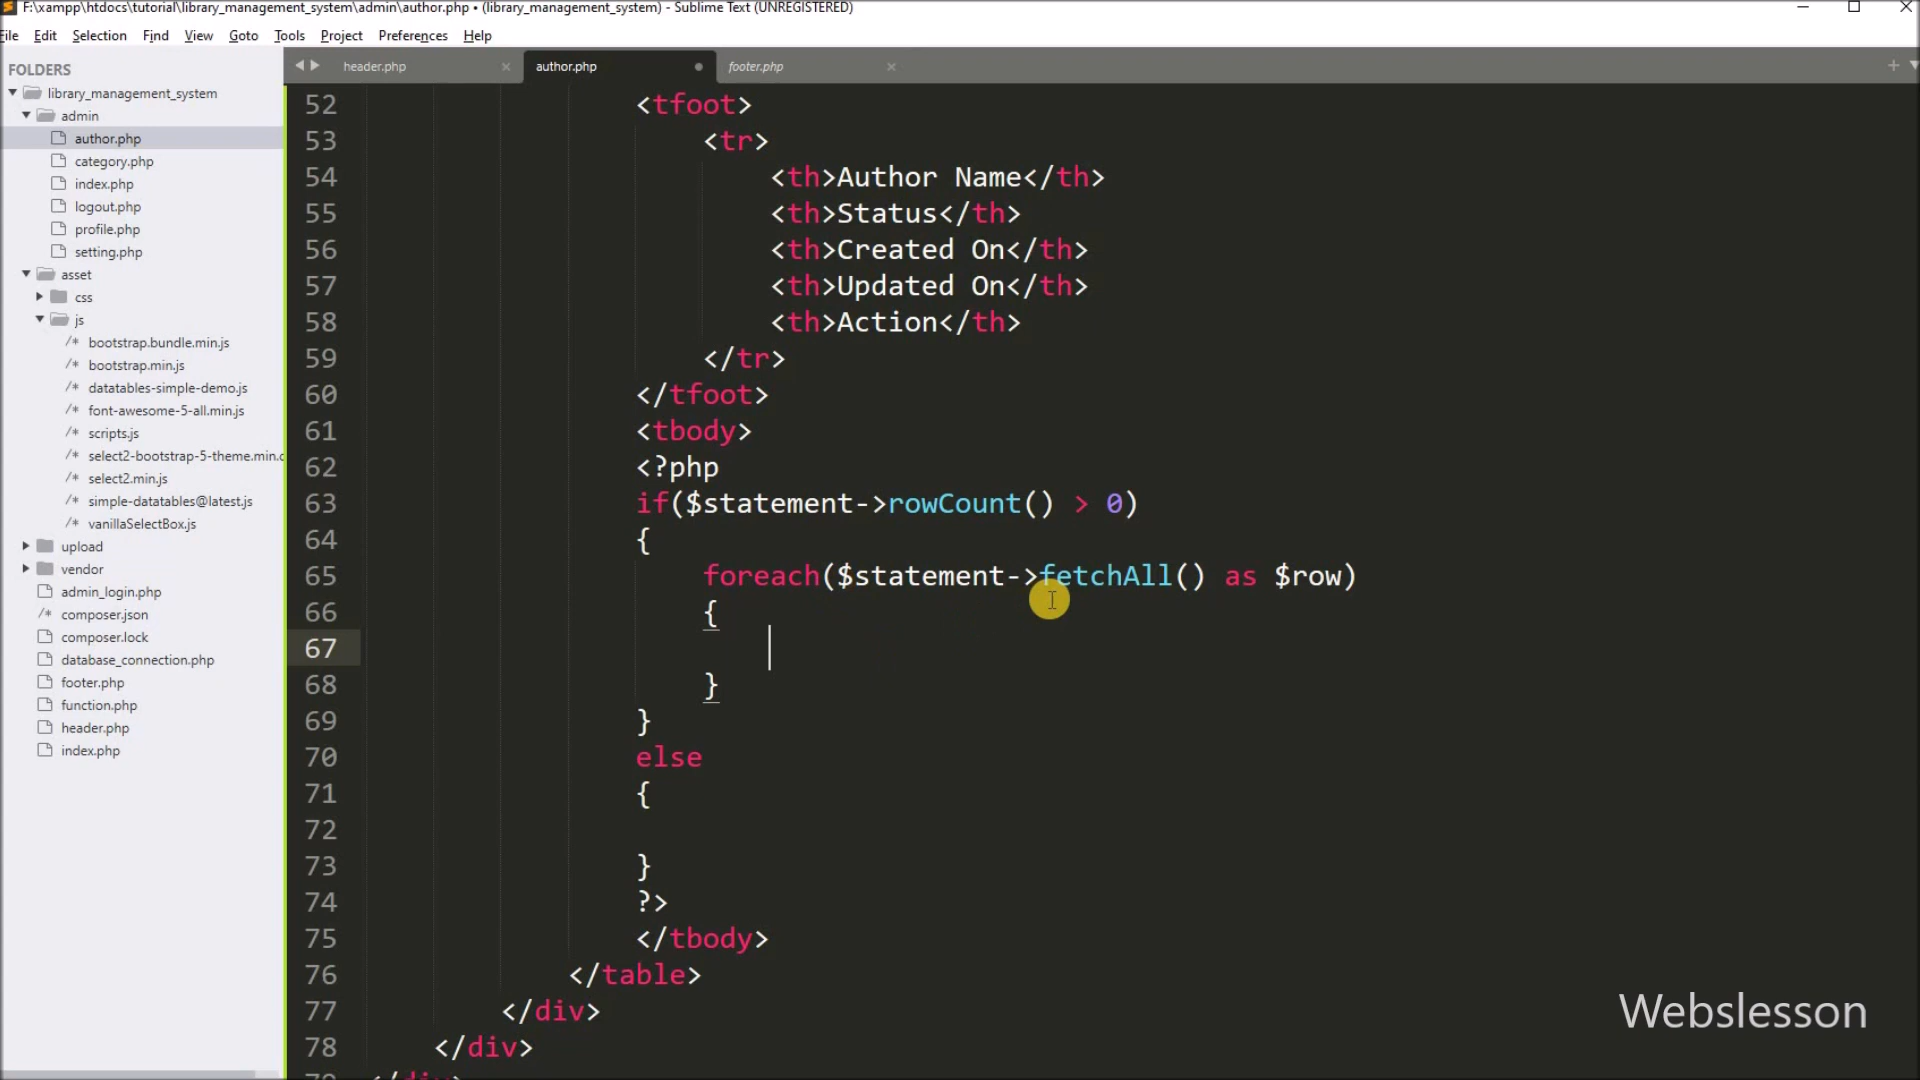 F:\xampp\htdocs\tutorial\library_management_system\admin\author.php • (library_management_system) - Sublime Text (UNREGISTERED)
File Edit Selection Find View Goto Tools Project Preferences Help
FOLDERS
library_management_system
admin
author.php
category.php
index.php
logout.php
profile.php
setting.php
asset
css
js
/* bootstrap.bundle.min.js
/* bootstrap.min.js
/* datatables-simple-demo.js
/* font-awesome-5-all.min.js
/* scripts.js
/* select2-bootstrap-5-theme.min.c
/* select2.min.js
/* simple-datatables@latest.js
/* vanillaSelectBox.js
upload
vendor
admin_login.php
/* composer.json
composer.lock
database_connection.php
footer.php
function.php
header.php
index.php
header.php × author.php footer.php ×
52 <tfoot>
53 <tr>
54 <th>Author Name</th>
55 <th>Status</th>
56 <th>Created On</th>
57 <th>Updated On</th>
58 <th>Action</th>
59 </tr>
60 </tfoot>
61 <tbody>
62 <?php
63 if($statement->rowCount() > 0)
64 {
65 foreach($statement->fetchAll() as $row)
66 {
67
68 }
69 }
70 else
71 {
72
73 }
74 ?>
75 </tbody>
76 </table>
77 </div>
78 </div>
Webslesson